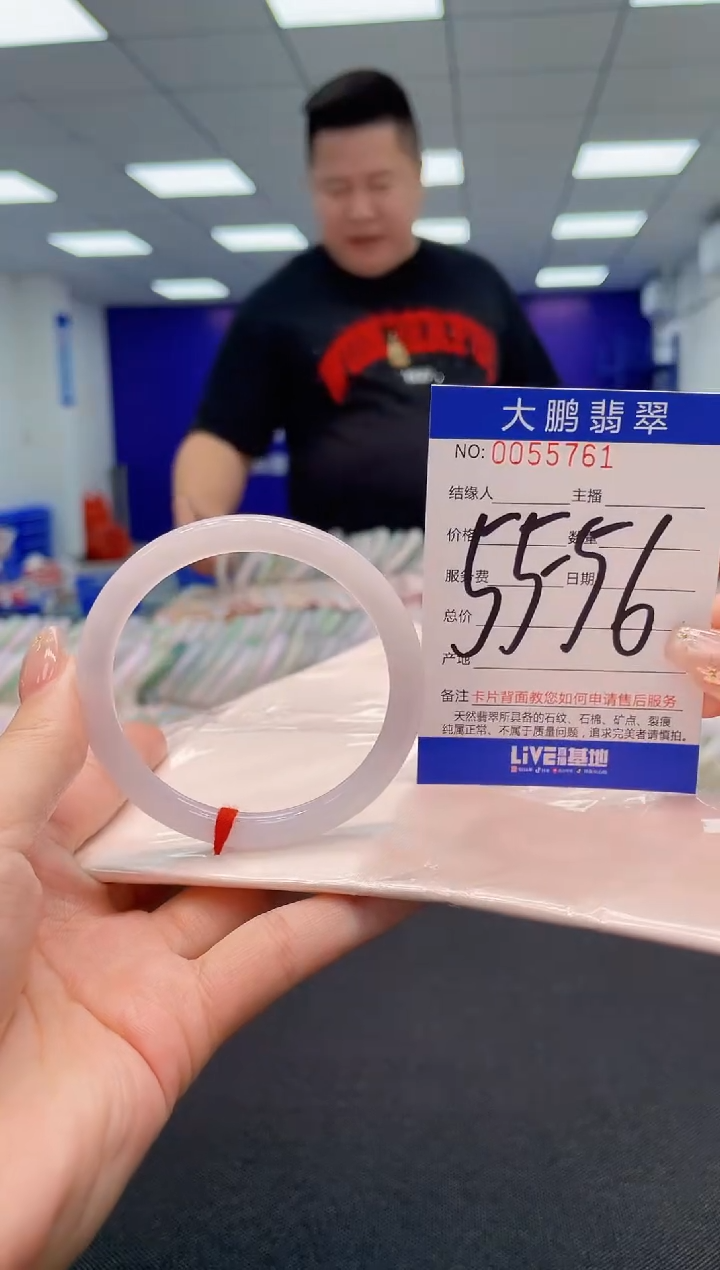 大鹏翡翠
NO: 0055761
结缘人 主播
价格 数量
服务费 日期
5556
总价
产地
备注 卡片背面教您如何申请售后服务
天然翡翠所具备的石纹、石棉、矿点、裂痕
纯属正常、不属于质量问题，追求完美者请慎拍。
LiVE 基地